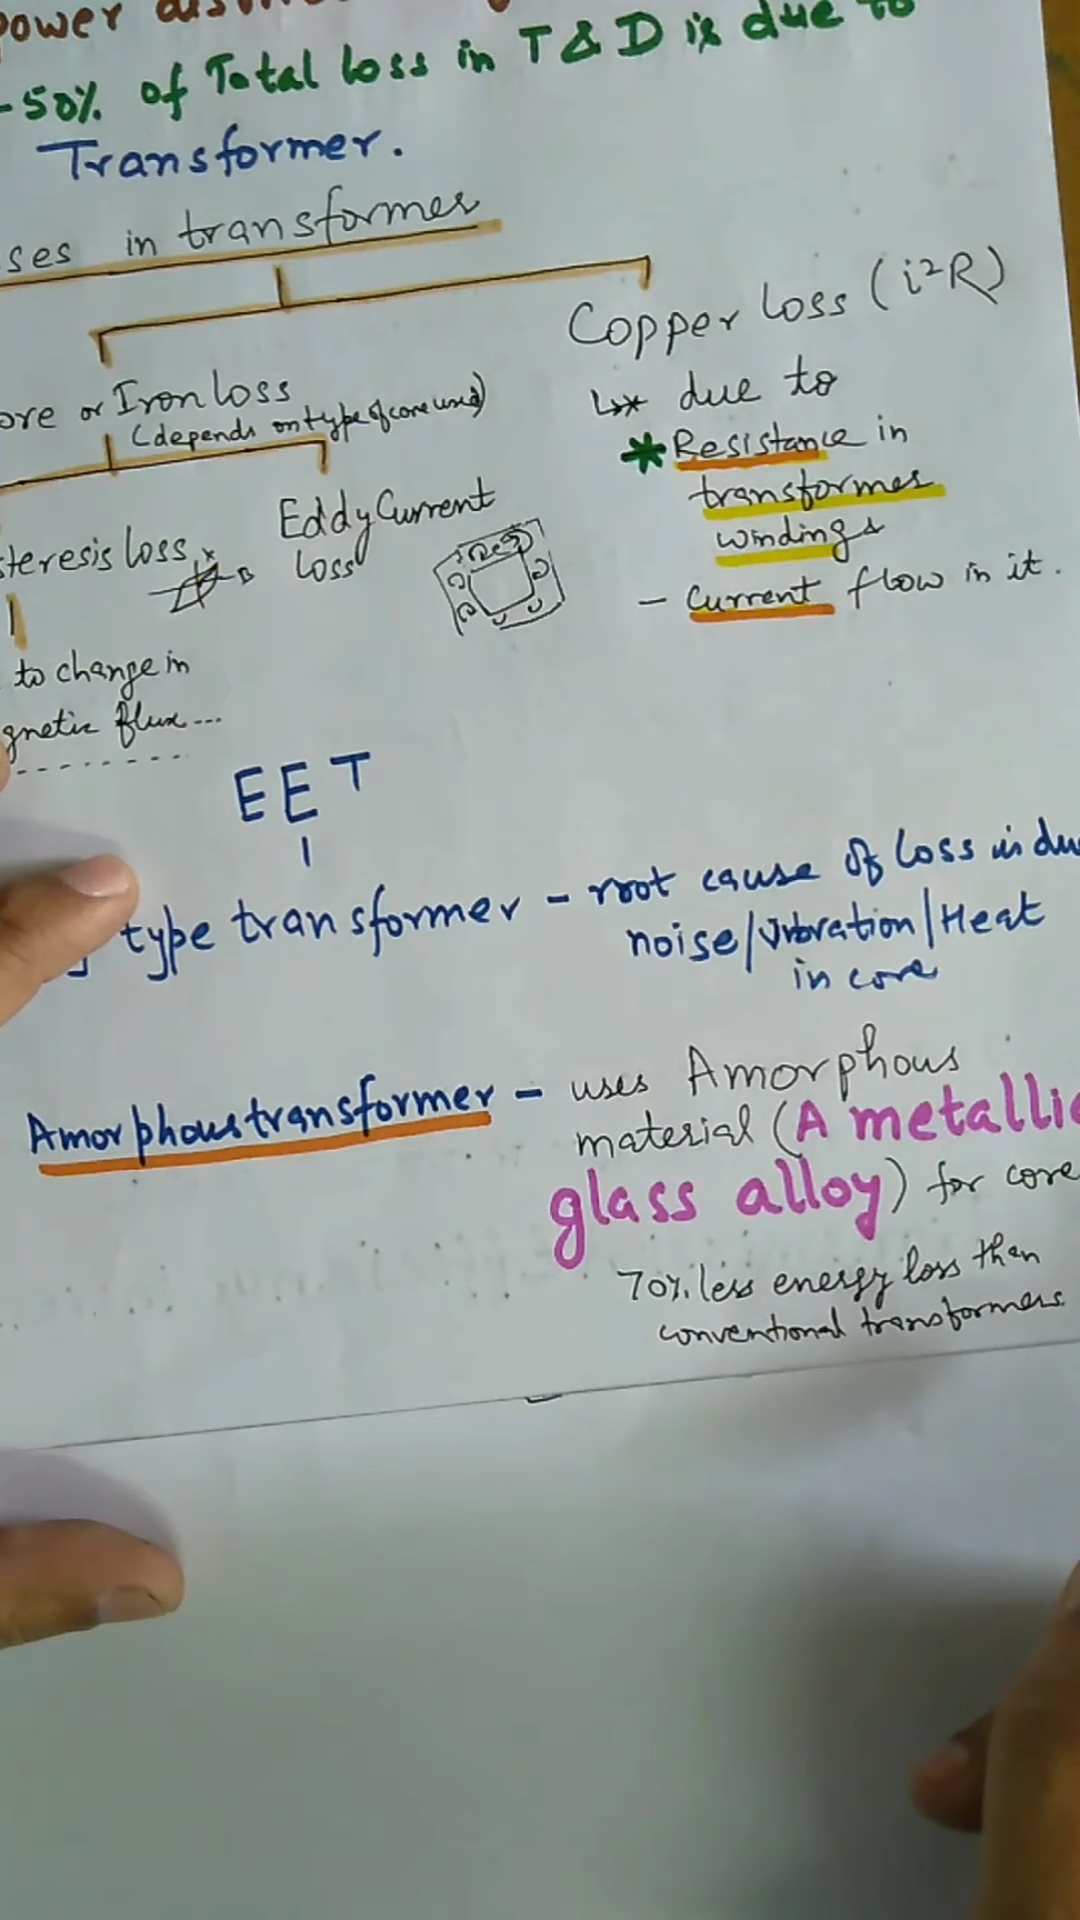 power
-50% of Total loss in T & D is due to
Transformer.
ses in transformer
Copper loss (i²R)
due to
* Resistance in
transformer
windings
- Current flow in it.
ore or Iron loss
(depends on type of core used)
steresis loss
B
Eddy Current
loss
to change in
gnetic flux...
EET
type transformer - root cause of loss is du
noise/Vibration/Heat
in core
Amorphous transformer - uses Amorphous
material (A metallic
glass alloy) for core
70% less energy loss than
conventional transformers.